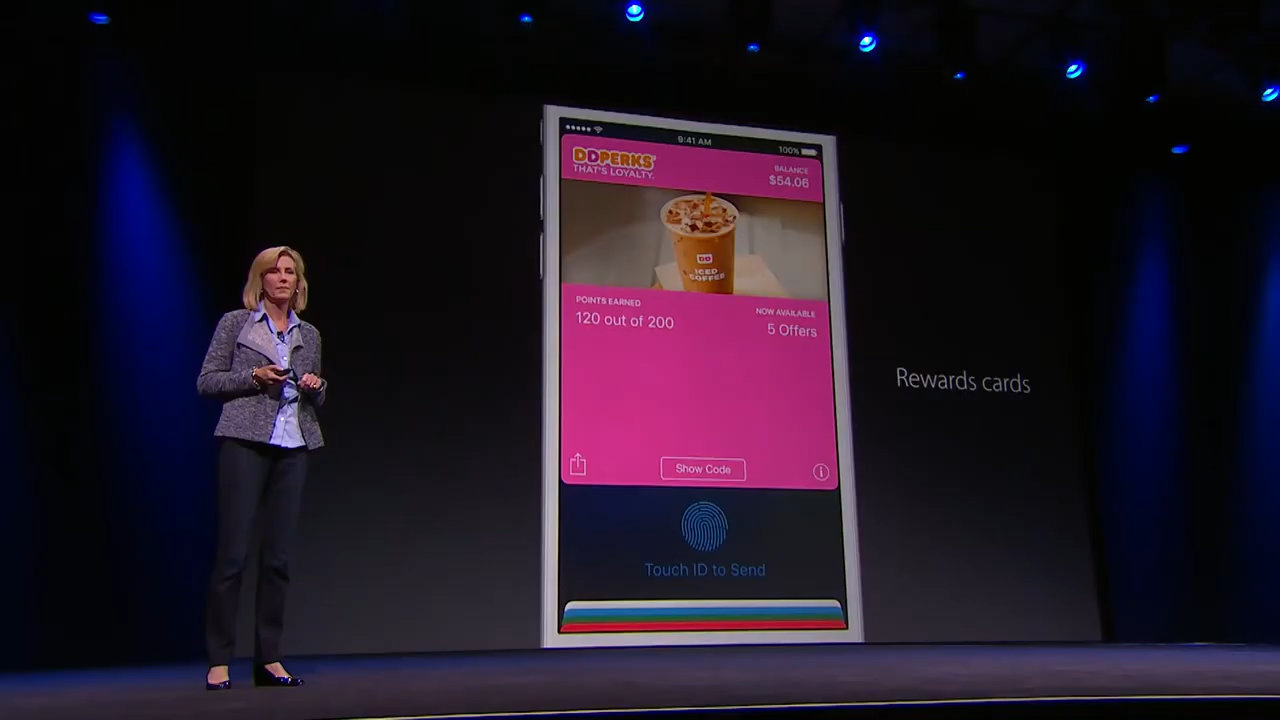 9:41 AM
100%
DDPERKS
THAT'S LOYALTY.
BALANCE
$54.06
DD
ICED
COFFEE
POINTS EARNED
120 out of 200
NOW AVAILABLE
5 Offers
Rewards cards
Show Code
Touch ID to Send